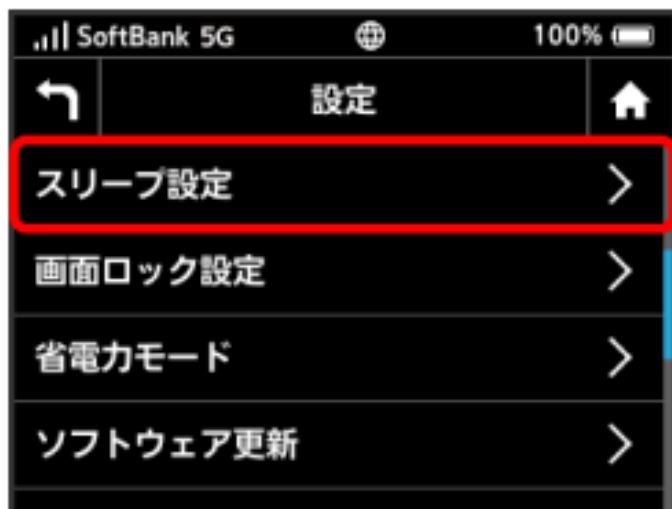 SoftBank 5G 100%
設定
スリープ設定
画面ロック設定
省電力モード
ソフトウェア更新